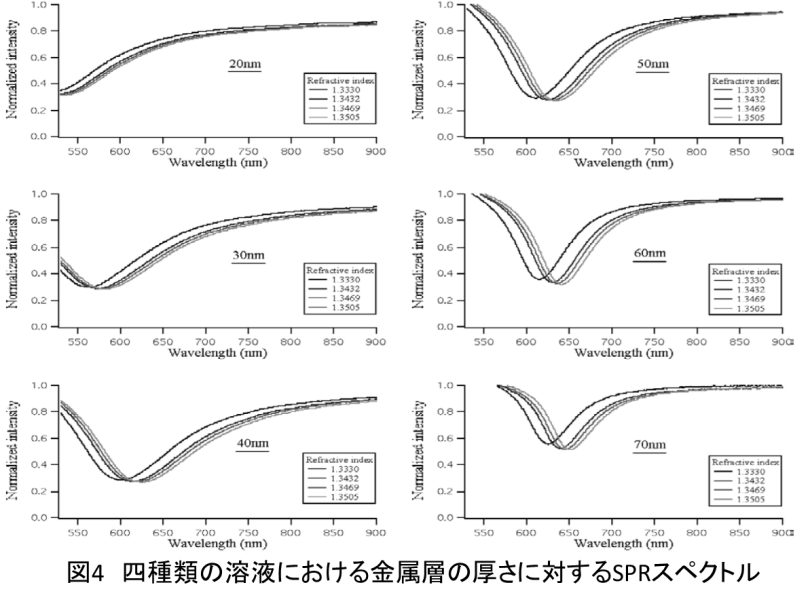 Normalized intensity
1.0
0.8
0.6
0.4
0.2
0.0
20nm
Refractive index
1.3330
1.3432
1.3469
1.3505
550 600 650 700 750 800 850 900
Wavelength (nm)
Normalized intensity
1.0
0.8
0.6
0.4
0.2
0.0
50nm
Refractive index
1.3330
1.3432
1.3469
1.3505
550 600 650 700 750 800 850 900
Wavelength (nm)
Normalized intensity
1.0
0.8
0.6
0.4
0.2
0.0
30nm
Refractive index
1.3330
1.3432
1.3469
1.3505
550 600 650 700 750 800 850 900
Wavelength (nm)
Normalized intensity
1.0
0.8
0.6
0.4
0.2
0.0
60nm
Refractive index
1.3330
1.3432
1.3469
1.3505
550 600 650 700 750 800 850 900
Wavelength (nm)
Normalized intensity
1.0
0.8
0.6
0.4
0.2
0.0
40nm
Refractive index
1.3330
1.3432
1.3469
1.3505
550 600 650 700 750 800 850 900
Wavelength (nm)
Normalized intensity
1.0
0.8
0.6
0.4
0.2
0.0
70nm
Refractive index
1.3330
1.3432
1.3469
1.3505
550 600 650 700 750 800 850 900
Wavelength (nm)
図4 四種類の溶液における金属層の厚さに対するSPRスペクトル